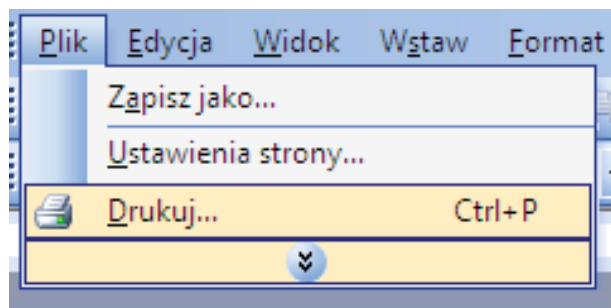 Plik Edycja Widok Wstaw Format
Zapisz jako...
Ustawienia strony...
Drukuj... Ctrl+P